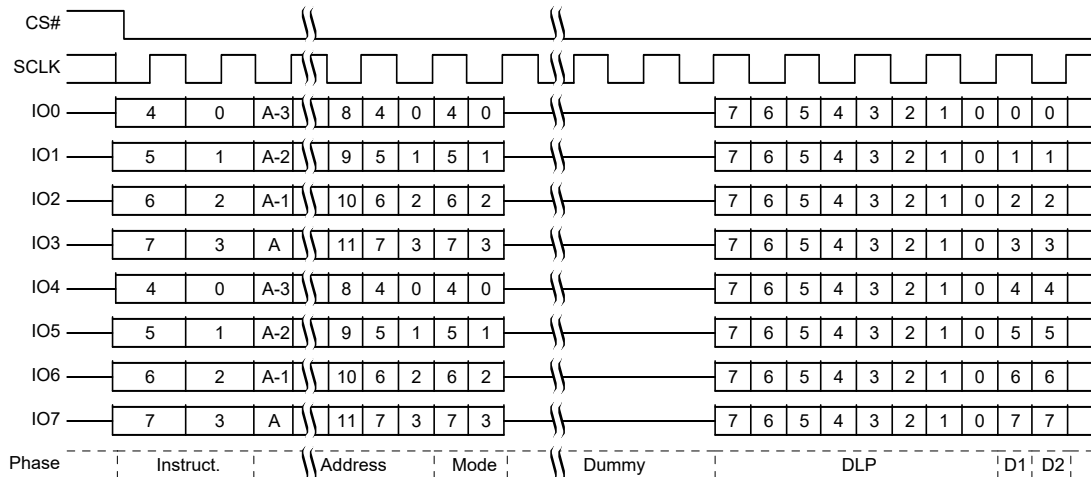 CS#
SCLK
IO0 4 0 A-3 8 4 0 4 0 7 6 5 4 3 2 1 0 0 0
IO1 5 1 A-2 9 5 1 5 1 7 6 5 4 3 2 1 0 1 1
IO2 6 2 A-1 10 6 2 6 2 7 6 5 4 3 2 1 0 2 2
IO3 7 3 A 11 7 3 7 3 7 6 5 4 3 2 1 0 3 3
IO4 4 0 A-3 8 4 0 4 0 7 6 5 4 3 2 1 0 4 4
IO5 5 1 A-2 9 5 1 5 1 7 6 5 4 3 2 1 0 5 5
IO6 6 2 A-1 10 6 2 6 2 7 6 5 4 3 2 1 0 6 6
IO7 7 3 A 11 7 3 7 3 7 6 5 4 3 2 1 0 7 7
Phase Instruct. Address Mode Dummy DLP D1 D2